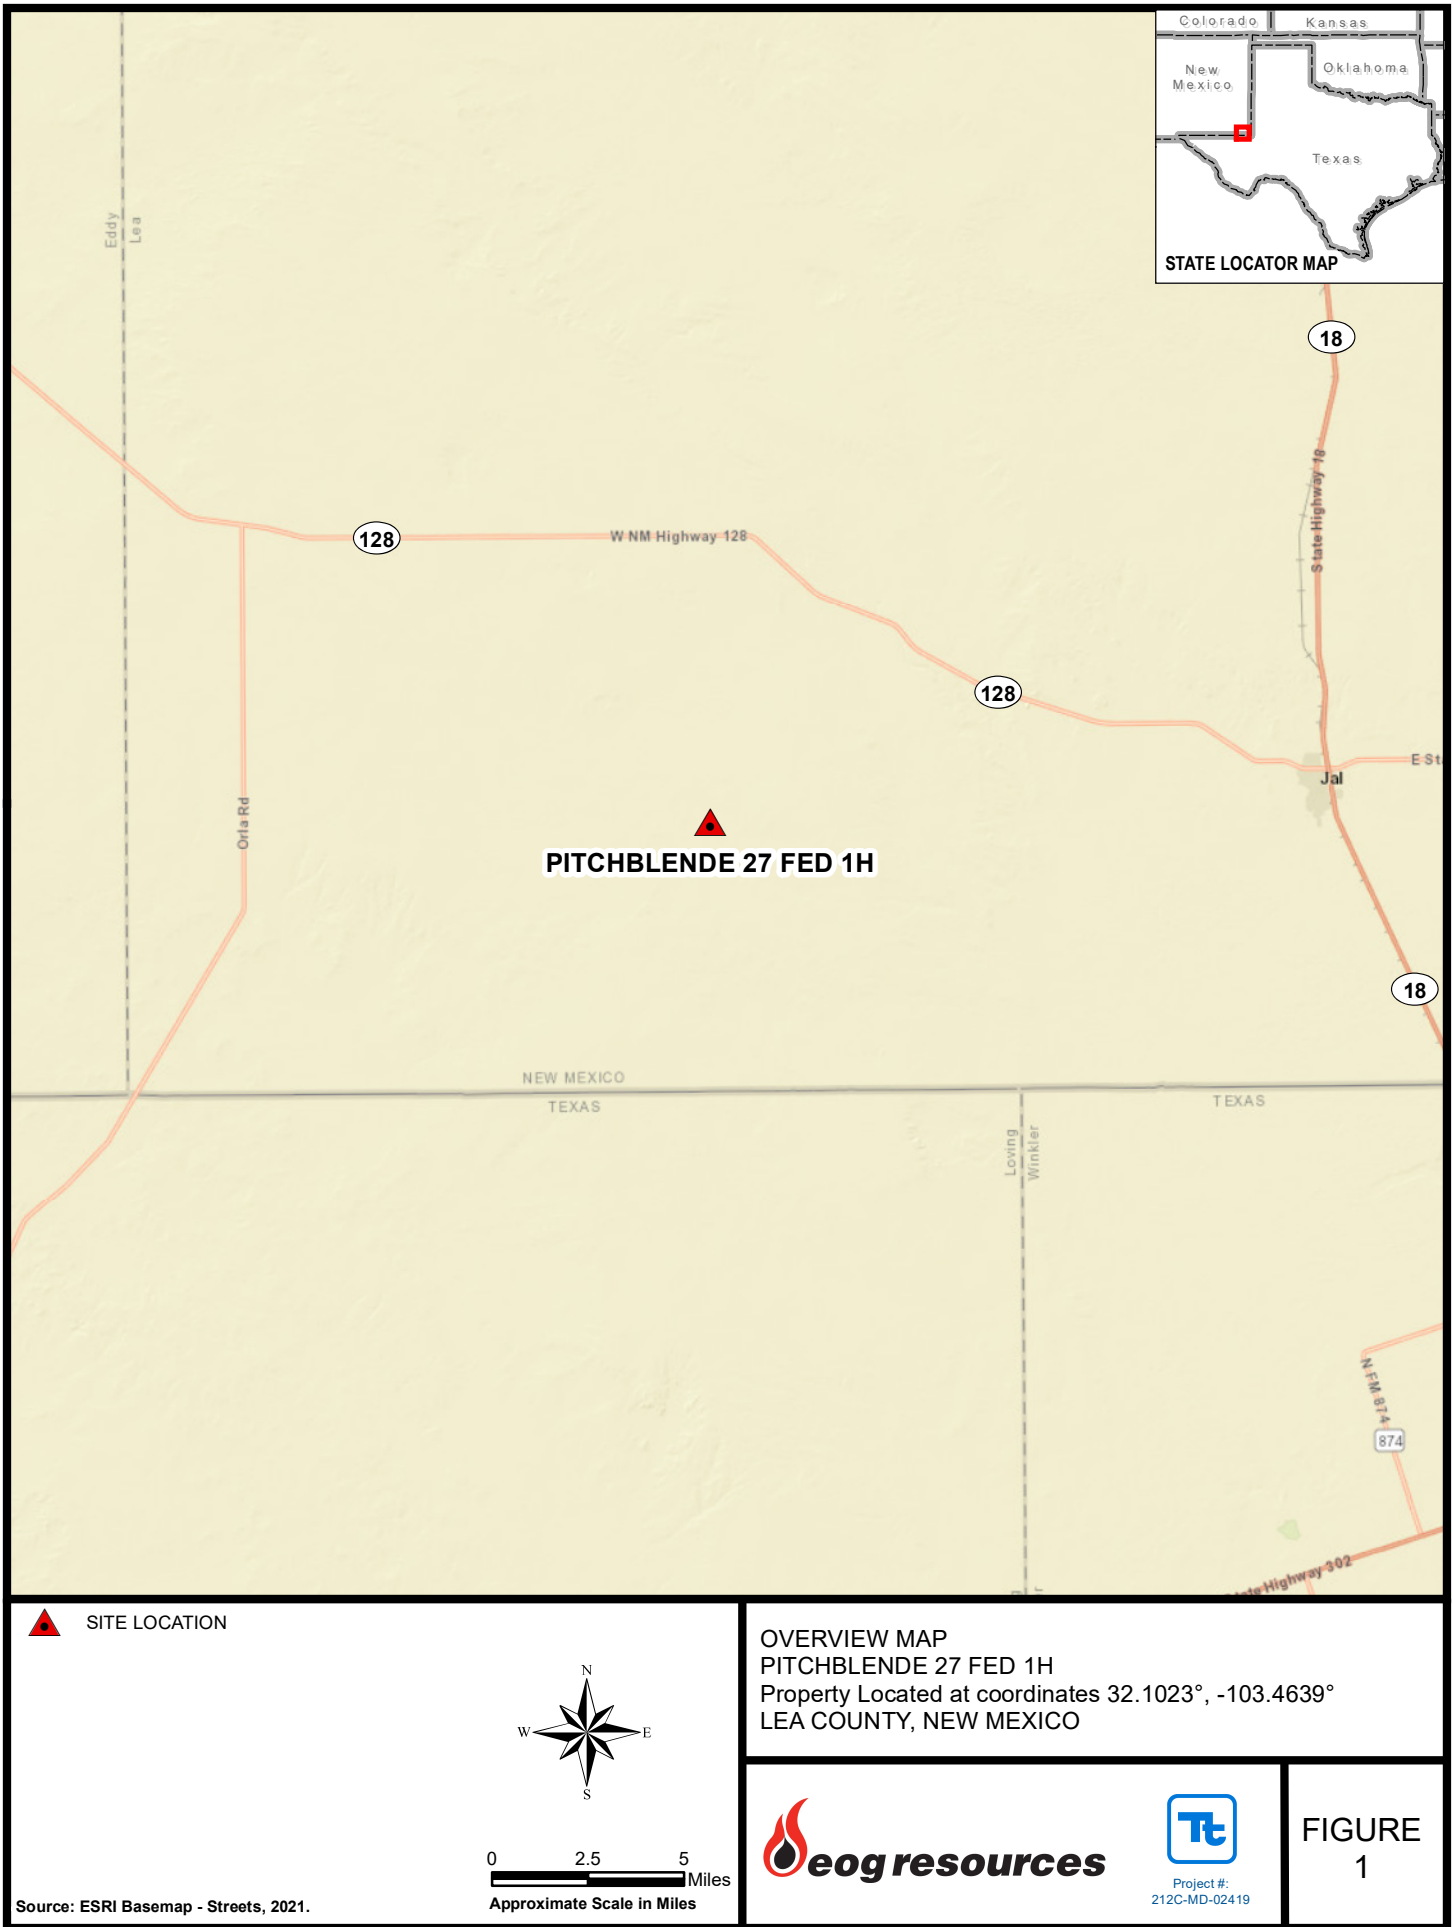 Colorado
Kansas
New
Mexico
Oklahoma
Texas
STATE LOCATOR MAP
Eddy
Lea
18
State Highway 18
128
W NM Highway 128
128
E St
Jal
Orla Rd
PITCHBLENDE 27 FED 1H
18
NEW MEXICO
TEXAS
TEXAS
Loving
Winkler
N FM 874
874
te Highway 302
SITE LOCATION
N
W
E
S
0 2.5 5
Miles
Approximate Scale in Miles
Source: ESRI Basemap - Streets, 2021.
OVERVIEW MAP
PITCHBLENDE 27 FED 1H
Property Located at coordinates 32.1023°, -103.4639°
LEA COUNTY, NEW MEXICO
eog resources
Tt
Project #:
212C-MD-02419
FIGURE
1